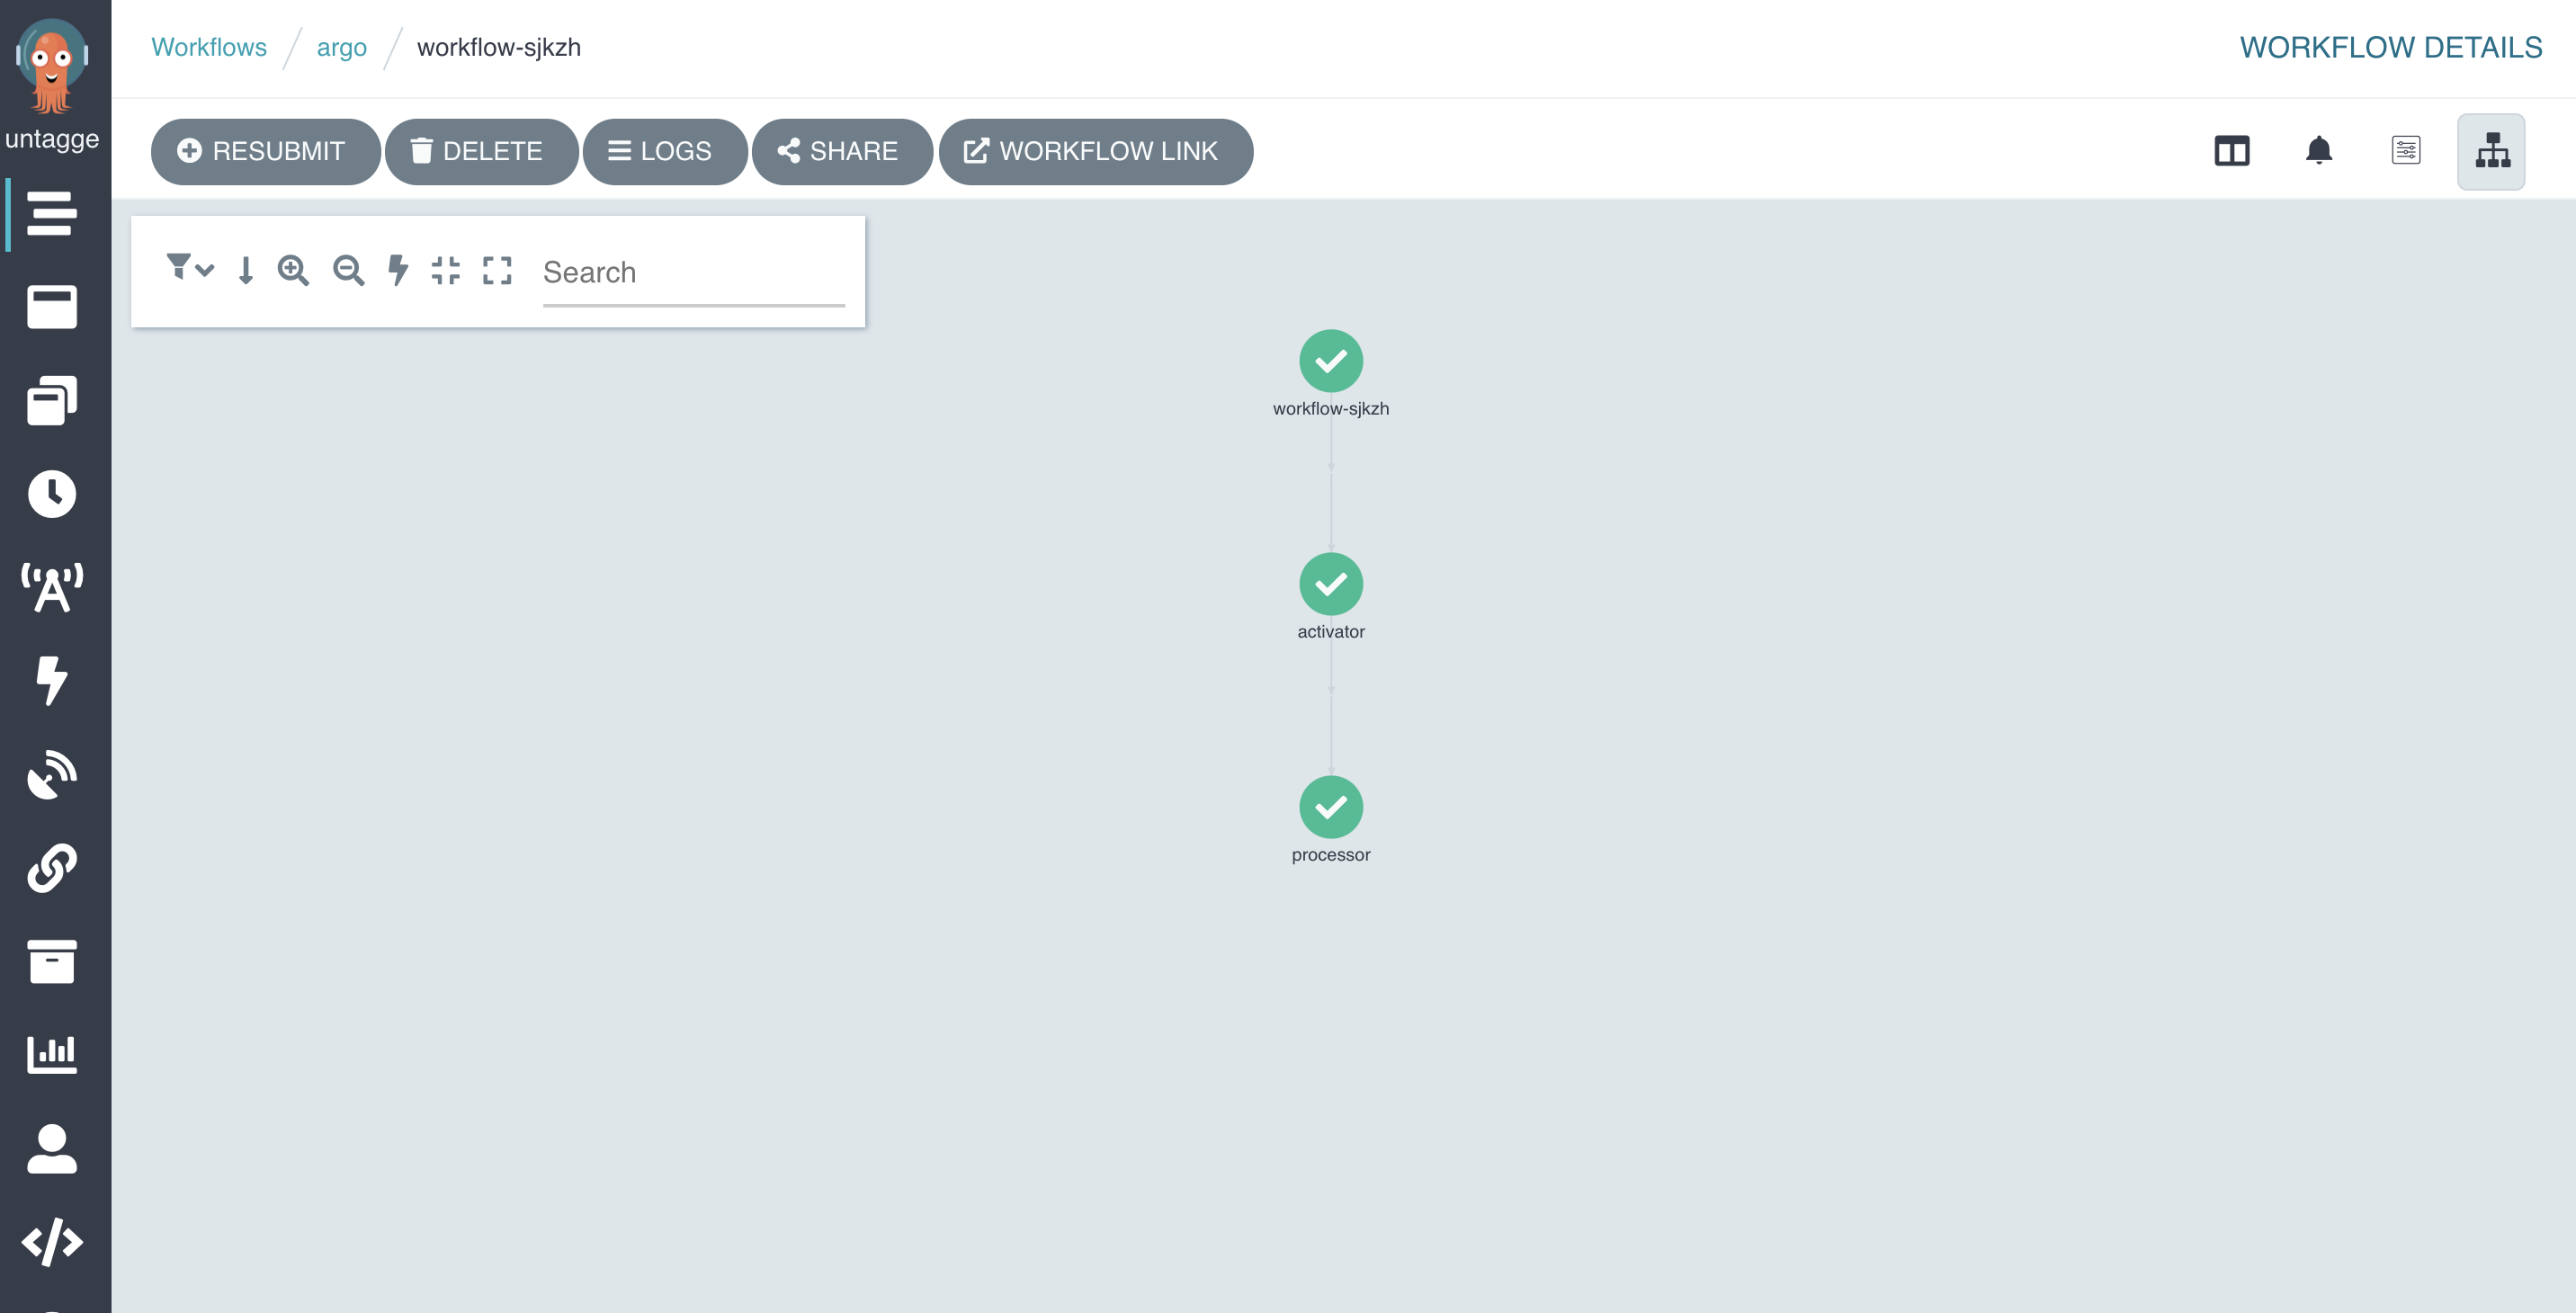 untagge
Workflows / argo / workflow-sjkzh
WORKFLOW DETAILS
RESUBMIT DELETE LOGS SHARE WORKFLOW LINK
Search
workflow-sjkzh
activator
processor